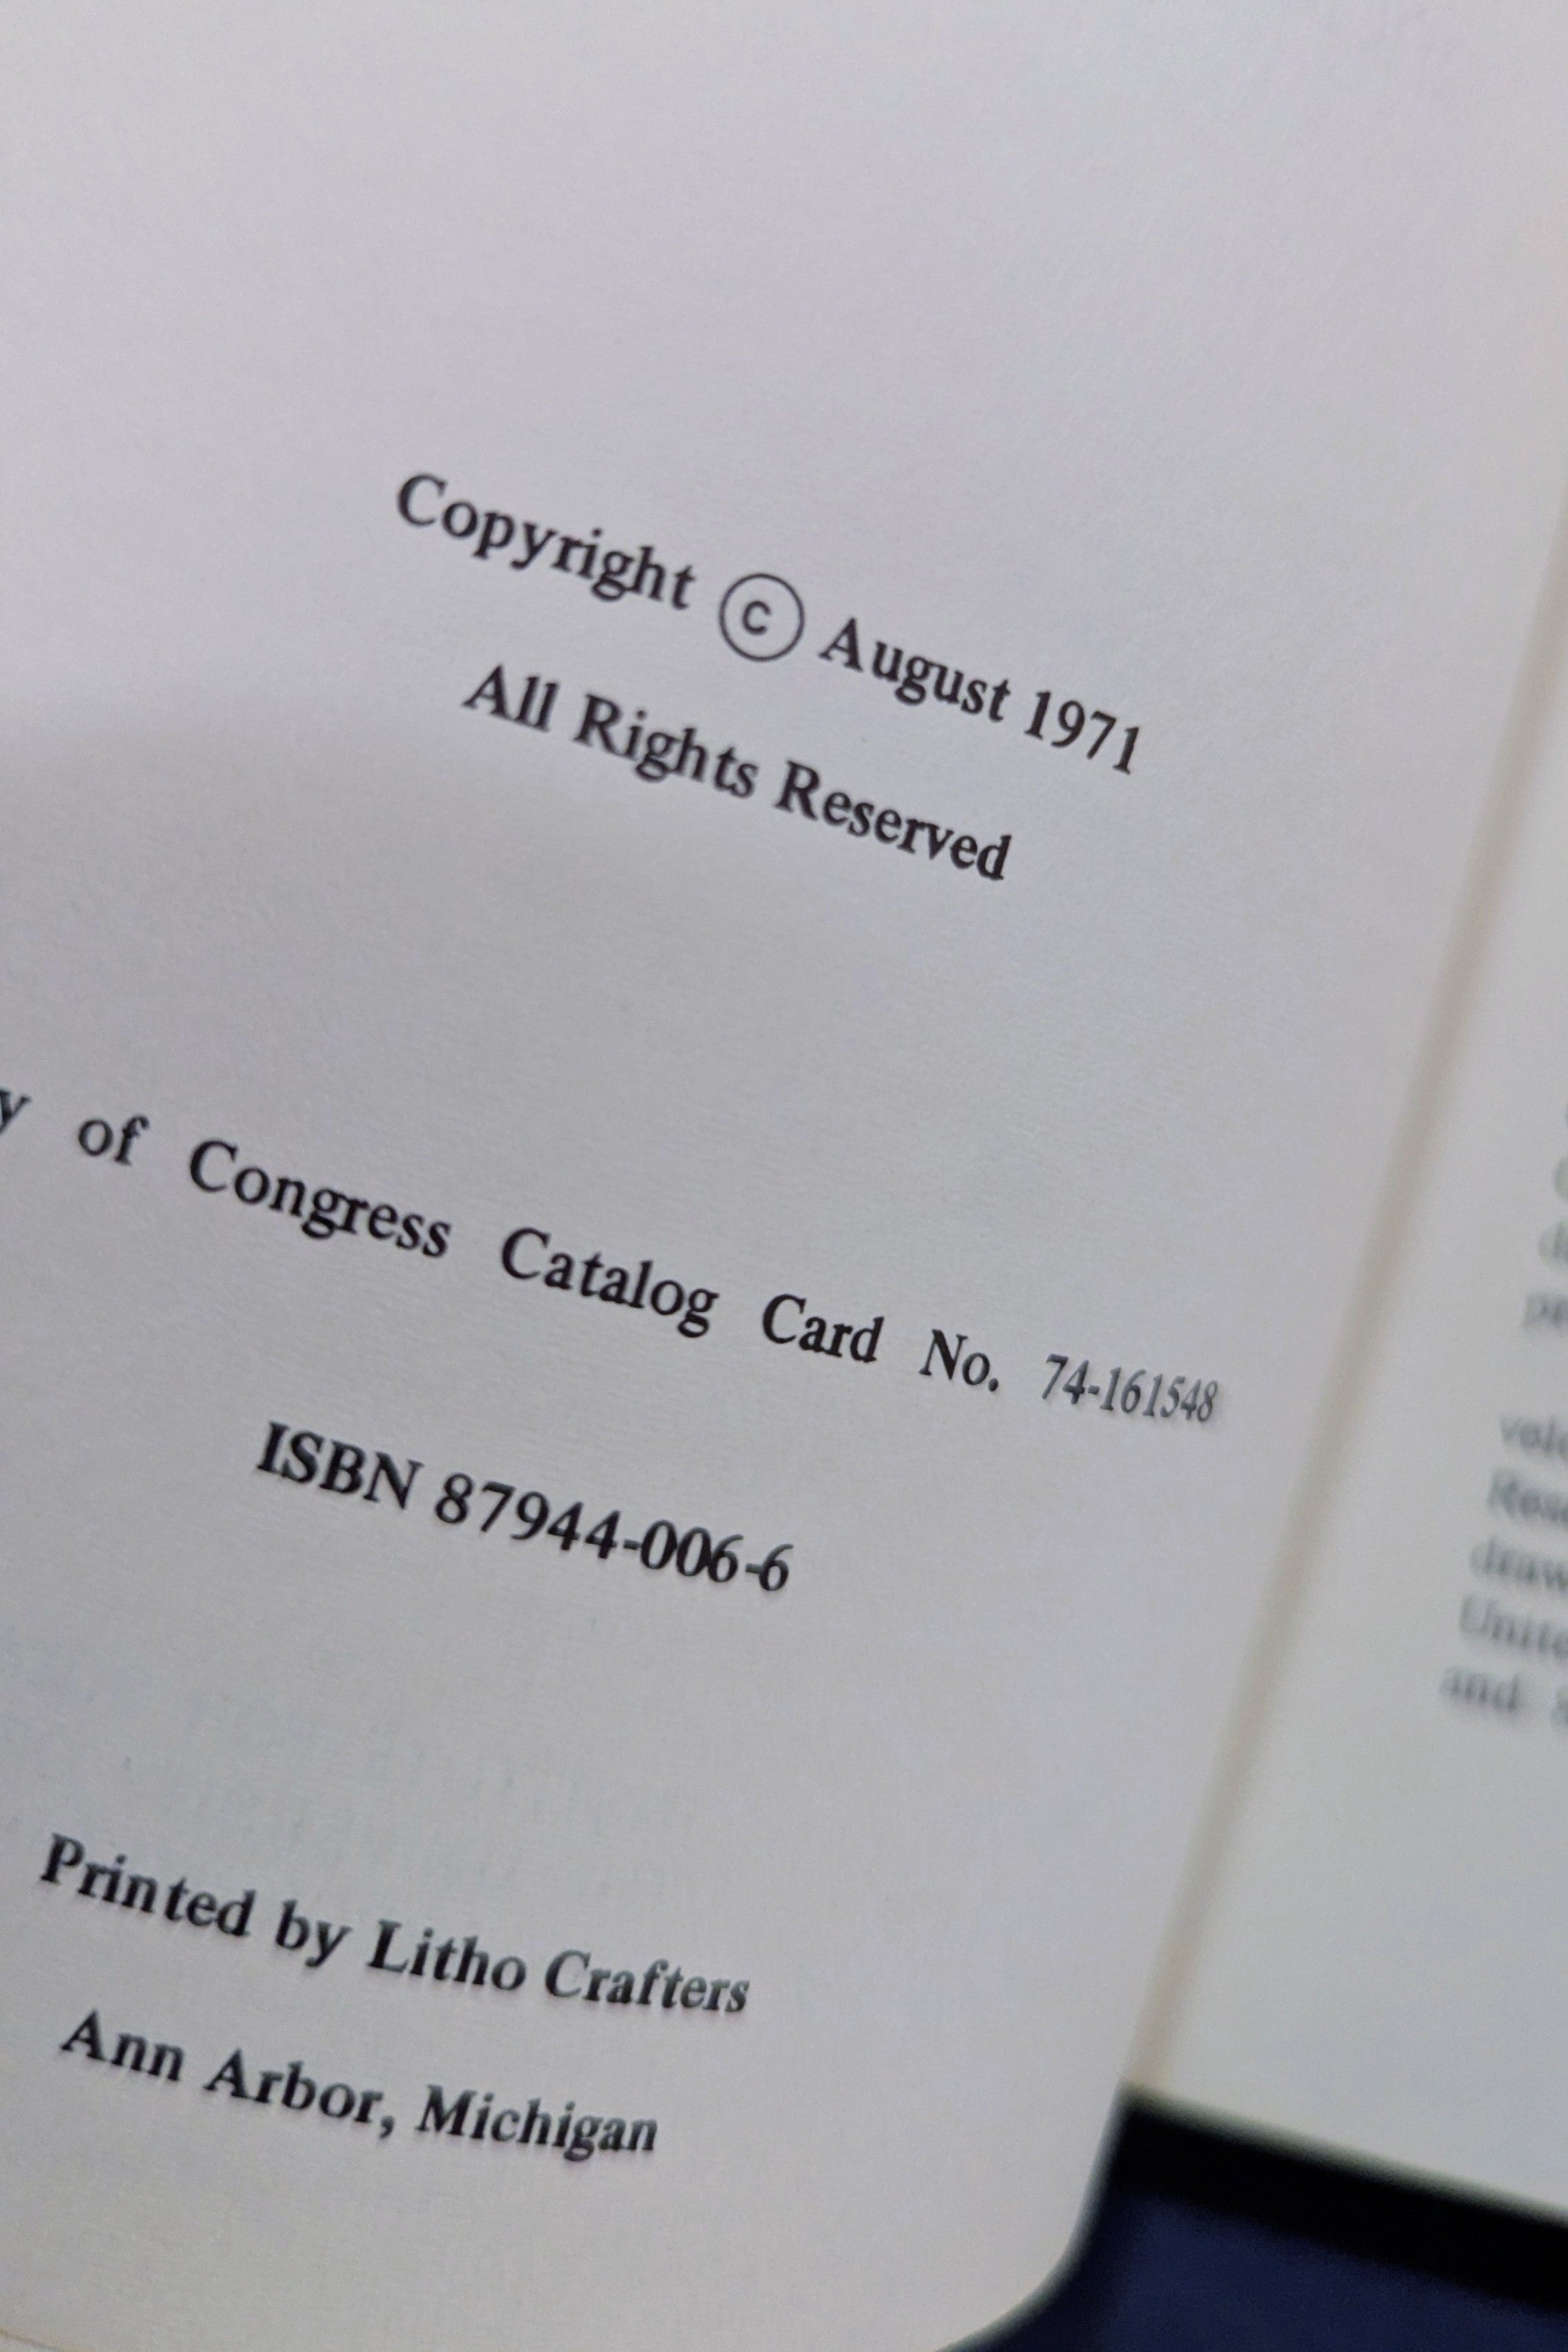 Copyright © August 1971
All Rights Reserved
y of Congress Catalog Card No. 74-161548
ISBN 87944-006-6
Printed by Litho Crafters
Ann Arbor, Michigan
and